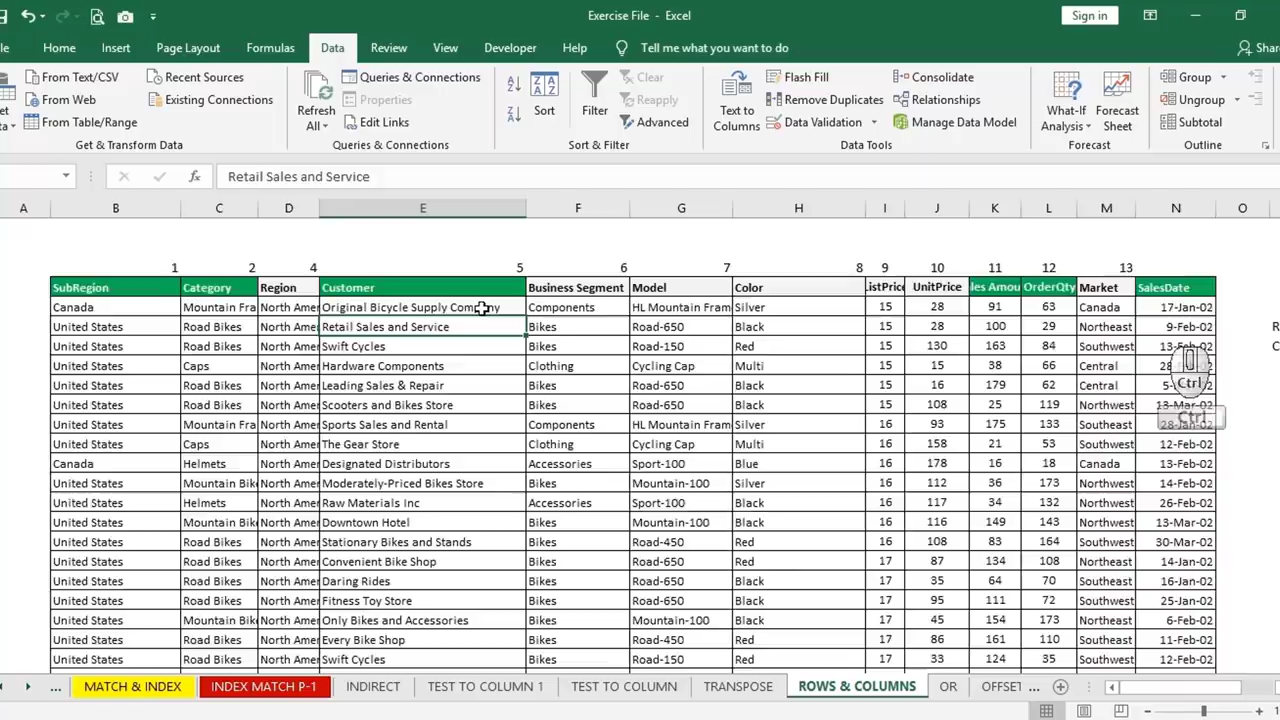 Exercise File - Excel
Sign in
Home Insert Page Layout Formulas Data Review View Developer Help Tell me what you want to do
From Text/CSV Recent Sources
From Web Existing Connections
From Table/Range
Get & Transform Data
Refresh All
Queries & Connections
Properties
Edit Links
Queries & Connections
Sort
Filter
Clear
Reapply
Advanced
Sort & Filter
Text to Columns
Flash Fill
Remove Duplicates
Data Validation
Consolidate
Relationships
Manage Data Model
Data Tools
What-If Analysis
Forecast Sheet
Forecast
Group
Ungroup
Subtotal
Outline
fx Retail Sales and Service
A B C D E F G H I J K L M N O
1 2 4 5 6 7 8 9 10 11 12 13
SubRegion Category Region Customer Business Segment Model Color ListPric UnitPrice les Amou OrderQty Market SalesDate
Canada Mountain Fra North Amer Original Bicycle Supply Company Components HL Mountain Fram Silver 15 28 91 63 Canada 17-Jan-02
United States Road Bikes North Amer Retail Sales and Service Bikes Road-650 Black 15 28 100 29 Northeast 9-Feb-02
United States Road Bikes North Amer Swift Cycles Bikes Road-150 Red 15 130 163 84 Southwest 13-Feb-02
United States Caps North Amer Hardware Components Clothing Cycling Cap Multi 15 15 38 66 Central
United States Road Bikes North Amer Leading Sales & Repair Bikes Road-650 Black 15 16 179 62 Central
United States Road Bikes North Amer Scooters and Bikes Store Bikes Road-650 Black 15 108 25 119 Northwest 13-Mar-02
United States Mountain Fra North Amer Sports Sales and Rental Components HL Mountain Fram Silver 16 93 175 133 Southeast 28-Jan-02
United States Caps North Amer The Gear Store Clothing Cycling Cap Multi 16 158 21 53 Southwest 12-Feb-02
Canada Helmets North Amer Designated Distributors Accessories Sport-100 Blue 16 178 16 18 Canada 13-Feb-02
United States Mountain Bik North Amer Moderately-Priced Bikes Store Bikes Mountain-100 Silver 16 112 36 173 Northwest 14-Feb-02
United States Helmets North Amer Raw Materials Inc Accessories Sport-100 Black 16 117 34 132 Northwest 26-Feb-02
United States Mountain Bik North Amer Downtown Hotel Bikes Mountain-100 Black 16 116 149 143 Northwest 13-Mar-02
United States Road Bikes North Amer Stationary Bikes and Stands Bikes Road-450 Red 16 108 83 164 Southwest 30-Mar-02
United States Road Bikes North Amer Convenient Bike Shop Bikes Road-650 Black 17 87 134 108 Northeast 14-Jan-02
United States Road Bikes North Amer Daring Rides Bikes Road-650 Black 17 35 64 70 Southeast 16-Jan-02
United States Road Bikes North Amer Fitness Toy Store Bikes Road-650 Black 17 95 111 72 Southwest 25-Jan-02
United States Mountain Bik North Amer Only Bikes and Accessories Bikes Mountain-100 Black 17 45 154 173 Northeast 6-Feb-02
United States Road Bikes North Amer Every Bike Shop Bikes Road-450 Red 17 86 161 110 Southeast 11-Feb-02
United States Road Bikes North Amer Swift Cycles Bikes Road-150 Red 17 33 124 35 Southwest 12-Feb-02
Ctrl
Ctrl
... MATCH & INDEX INDEX MATCH P-1 INDIRECT TEST TO COLUMN 1 TEST TO COLUMN TRANSPOSE ROWS & COLUMNS OR OFFSET ...